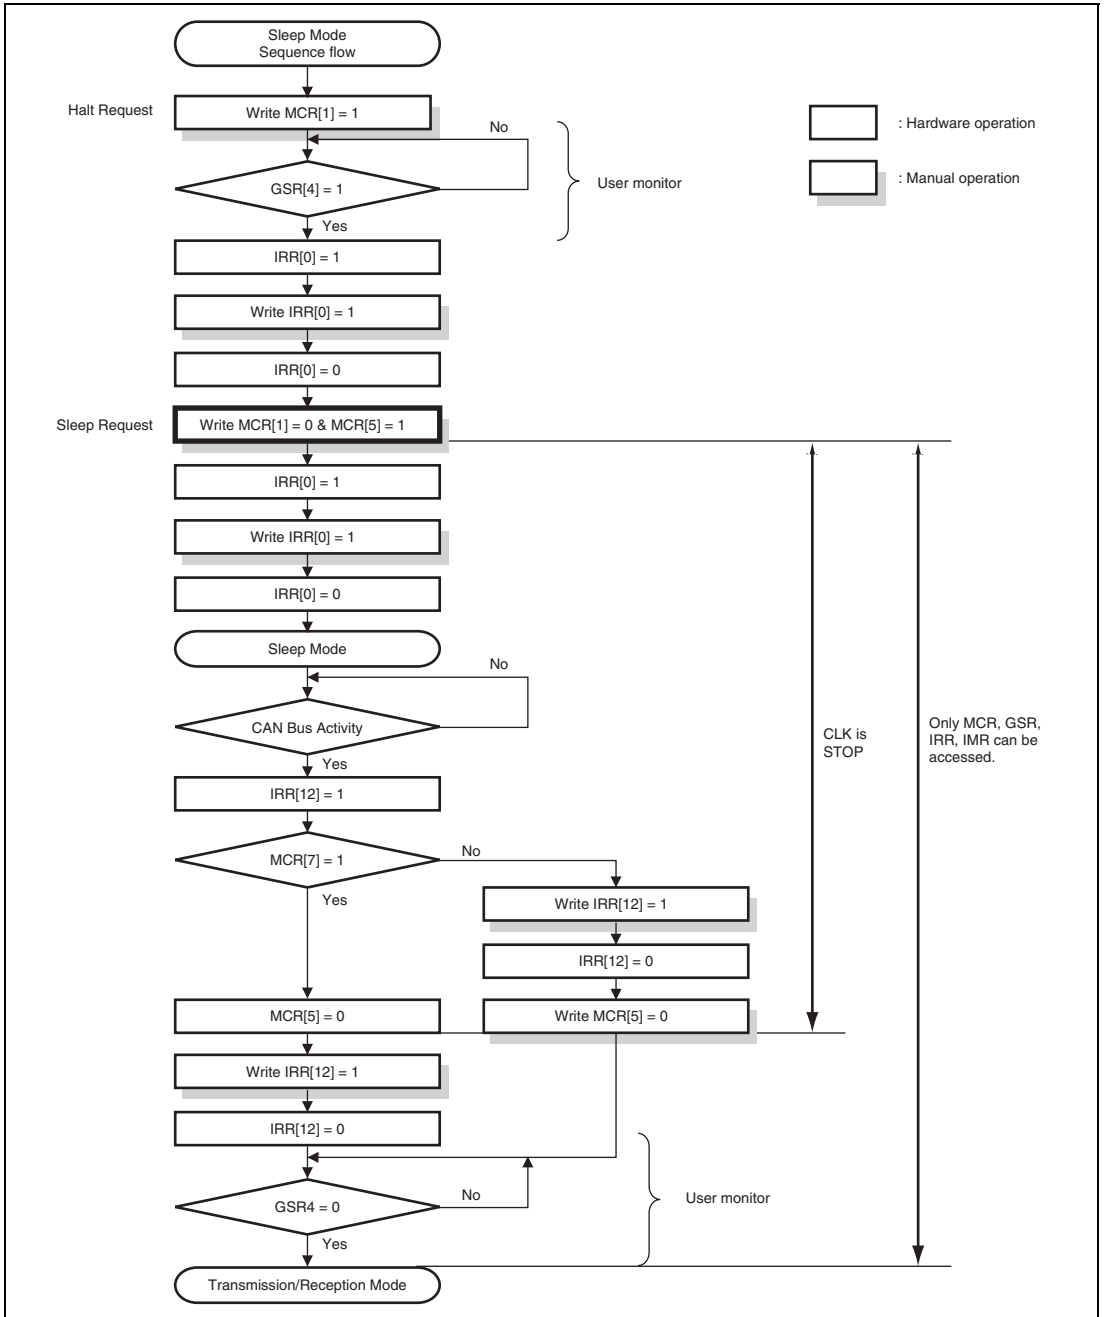 Sleep Mode
Sequence flow
Halt Request
Write MCR[1] = 1
: Hardware operation
No
GSR[4] = 1
User monitor
: Manual operation
Yes
IRR[0] = 1
Write IRR[0] = 1
IRR[0] = 0
Sleep Request
Write MCR[1] = 0 & MCR[5] = 1
IRR[0] = 1
Write IRR[0] = 1
IRR[0] = 0
Sleep Mode
No
CAN Bus Activity
CLK is
STOP
Only MCR, GSR,
IRR, IMR can be
accessed.
Yes
IRR[12] = 1
MCR[7] = 1
No
Yes
Write IRR[12] = 1
IRR[12] = 0
MCR[5] = 0
Write MCR[5] = 0
Write IRR[12] = 1
IRR[12] = 0
GSR4 = 0
No
User monitor
Yes
Transmission/Reception Mode